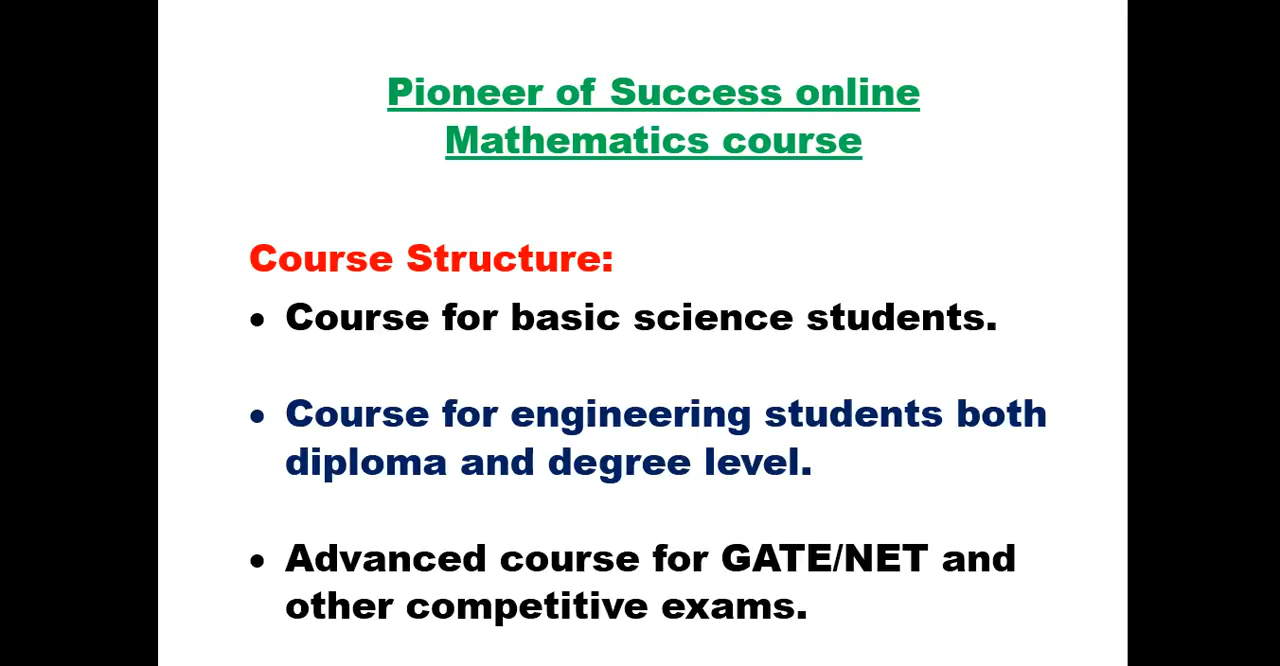 Pioneer of Success online
Mathematics course
Course Structure:
• Course for basic science students.
• Course for engineering students both
diploma and degree level.
• Advanced course for GATE/NET and
other competitive exams.